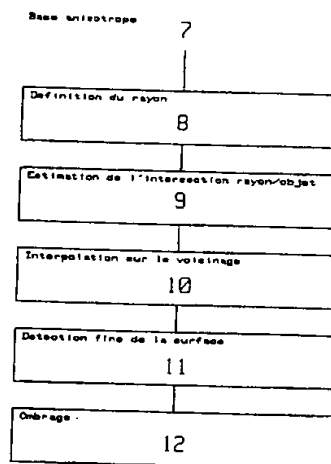 Base anisotrope
7
Definition du rayon
8
Estimation de l'intersection rayon/objet
9
Interpolation sur le voisinage
10
Detection fine de la surface
11
Ombrage
12